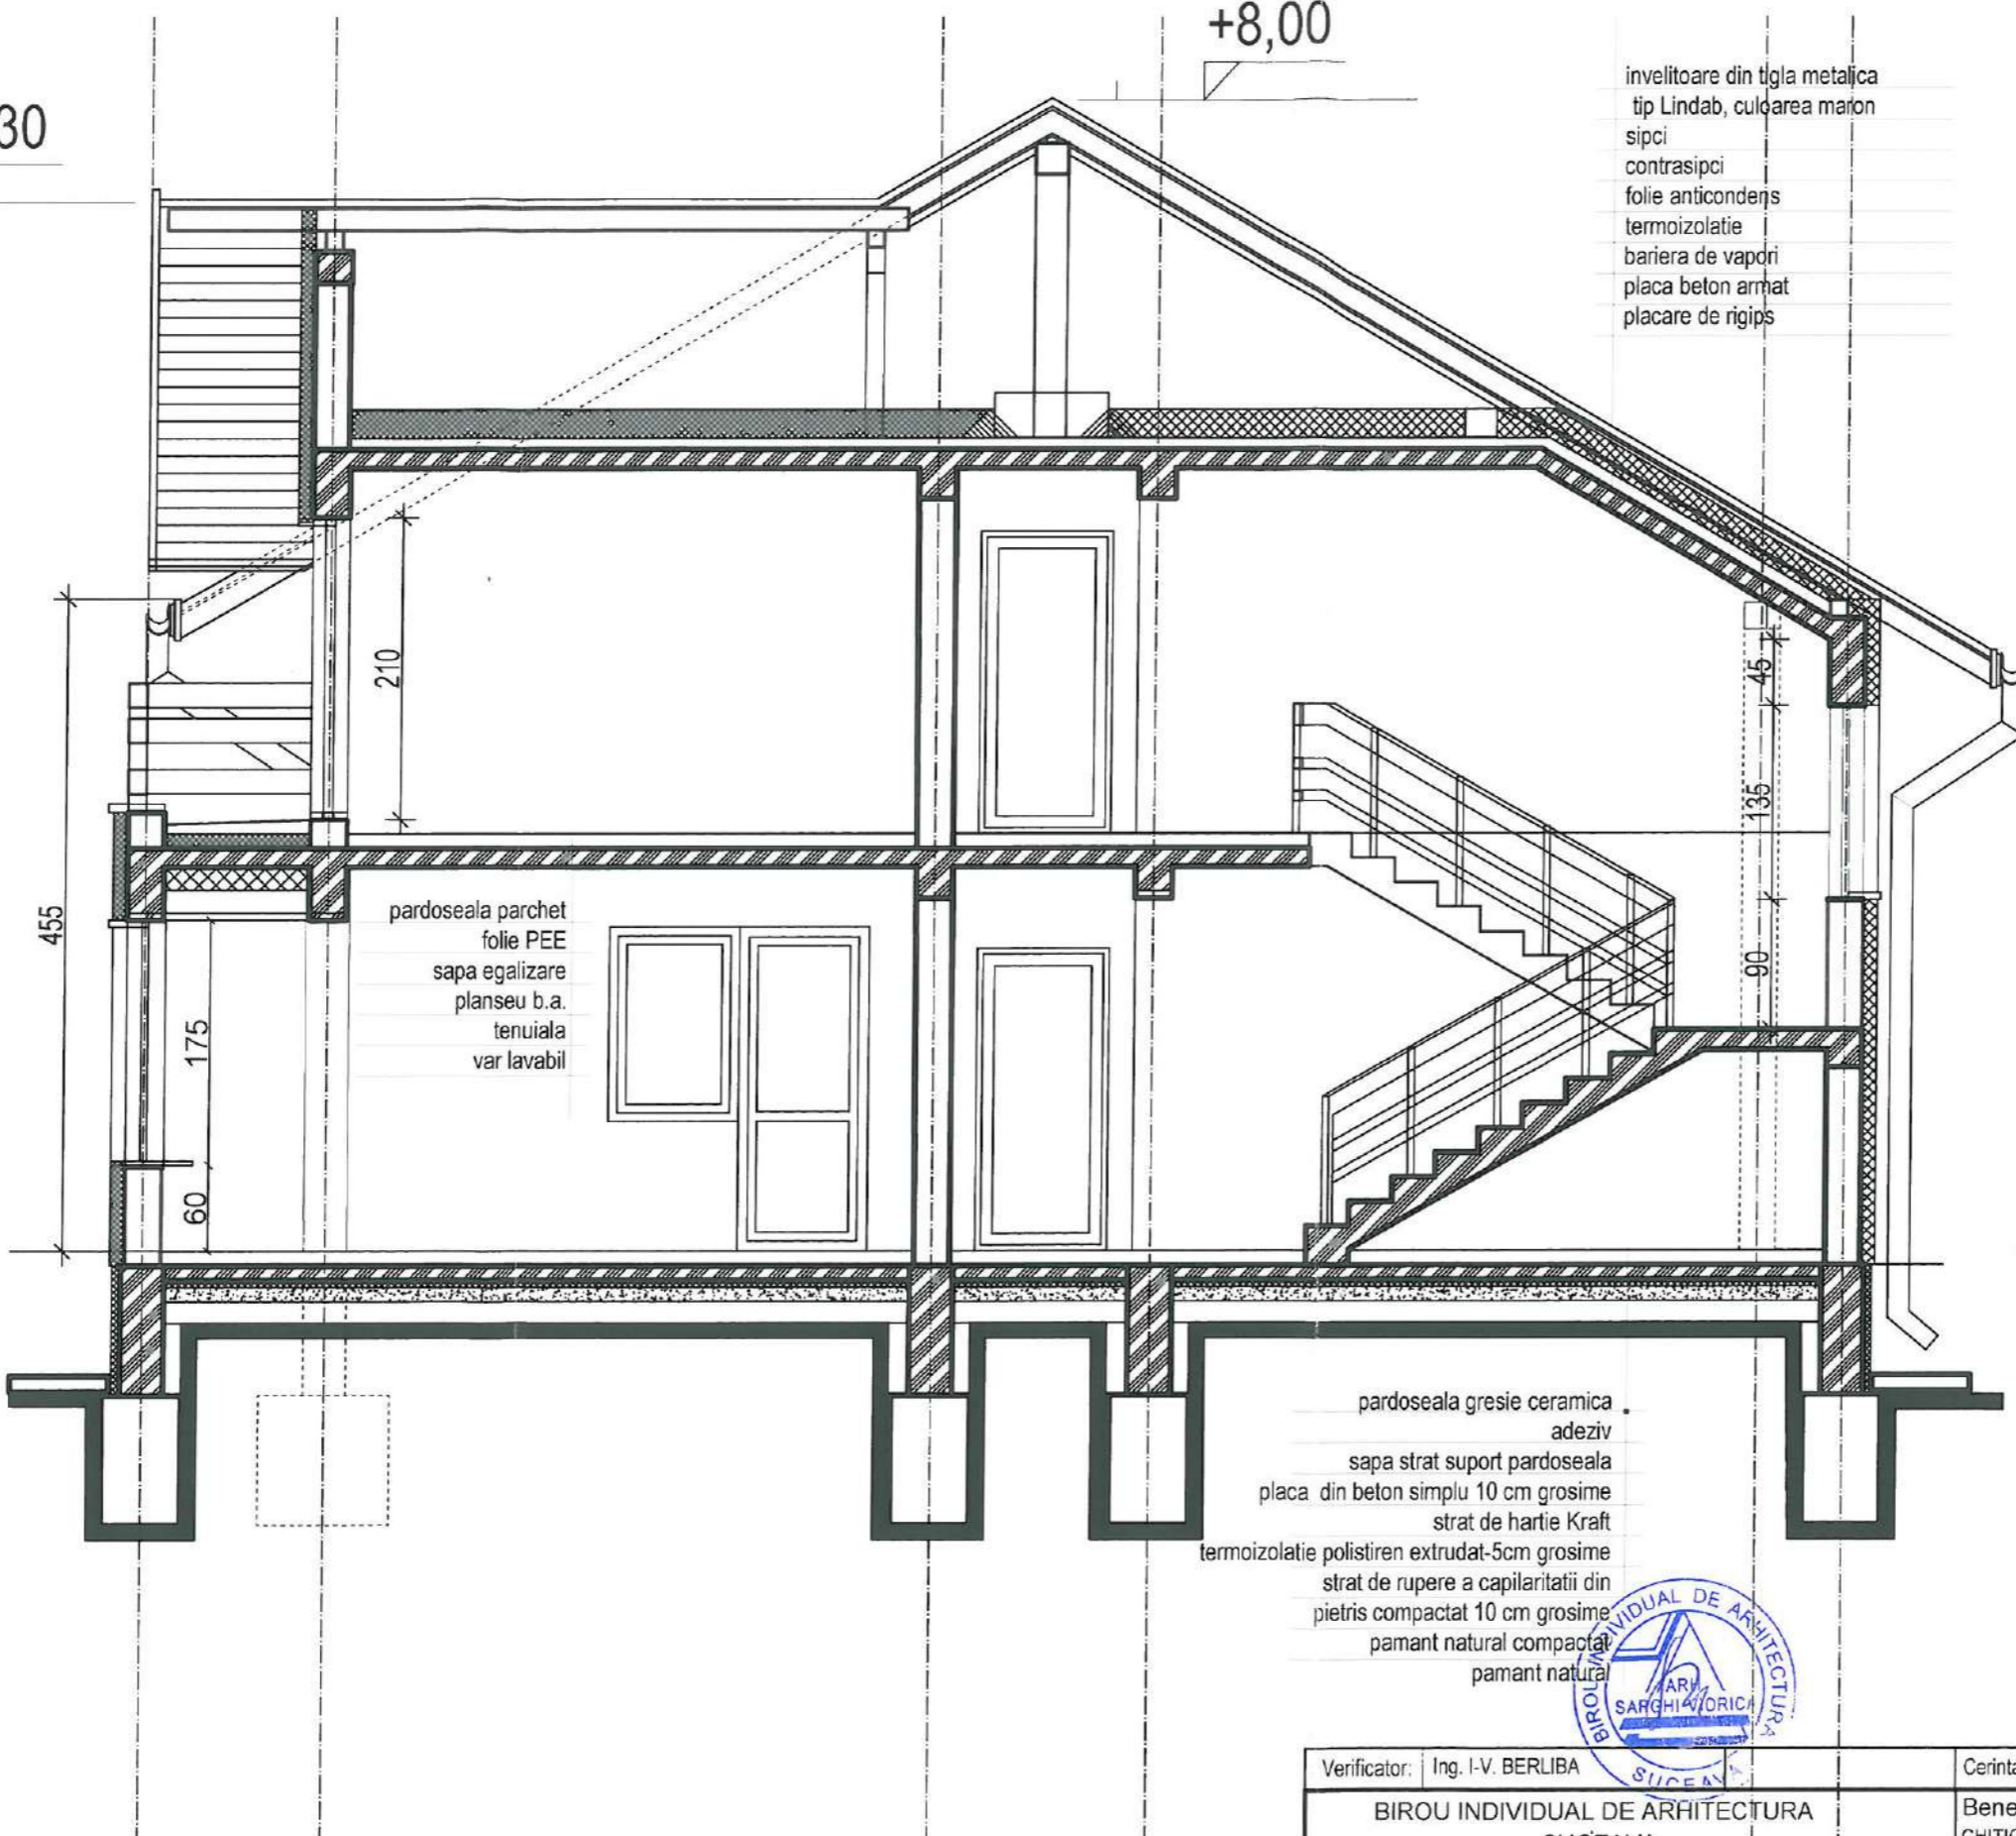 +8,00
30
invelitoare din tigla metalica
tip Lindab, culoarea maron
sipci
contrasipci
folie anticondens
termoizolatie
bariera de vapori
placa beton armat
placare de rigips
210
45
135
90
455
175
60
pardoseala parchet
folie PEE
sapa egalizare
planseu b.a.
tenuiala
var lavabil
pardoseala gresie ceramica
adeziv
sapa strat suport pardoseala
placa din beton simplu 10 cm grosime
strat de hartie Kraft
termoizolatie polistiren extrudat-5cm grosime
strat de rupere a capilaritatii din
pietris compactat 10 cm grosime
pamant natural compactat
pamant natural
BIROU INDIVIDUAL DE ARHITECTURA
ARH.
SARGHI VIORICA
SUCEAVA
Verificator: Ing. I-V. BERLIBA
Cerinta
BIROU INDIVIDUAL DE ARHITECTURA
Bene